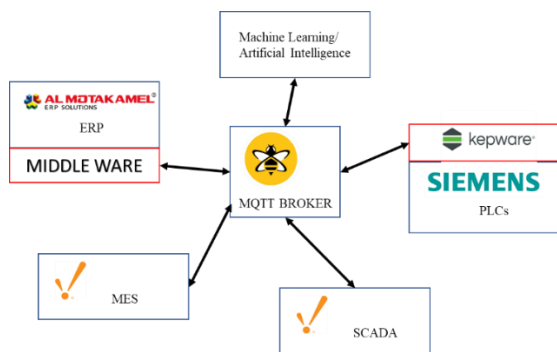 Machine Learning/
Artificial Intelligence
AL MOTAKAMEL®
ERP SOLUTIONS
ERP
MIDDLE WARE
MQTT BROKER
kepware®
SIEMENS
PLCs
MES
SCADA